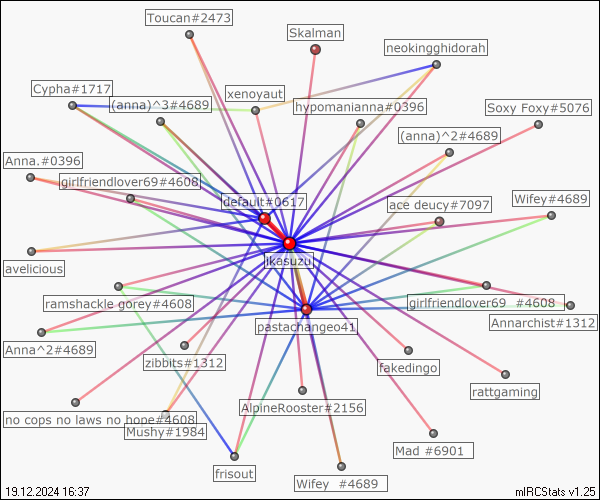 Toucan#2473
Skalman
neokingghidorah
Cypha#1717
xenoyaut
(anna)^3#4689
hypomanianna#0396
Soxy Foxy#5076
(anna)^2#4689
Anna.#0396
girlfriendlover69#4608
default#0617
ace deucy#7097
Wifey#4689
ikasuzu
avelicious
ramshackle gorev#4608
girlfriendlover69 #4608
Annarchist#1312
pastachangeo41
Anna^2#4689
zibbits#1312
fakedingo
rattgaming
AlpineRooster#2156
no cops no laws no hope#4608
Mushy#1984
Mad #6901
frisout
Wifey #4689
19.12.2024 16:37
mIRCStats v1.25